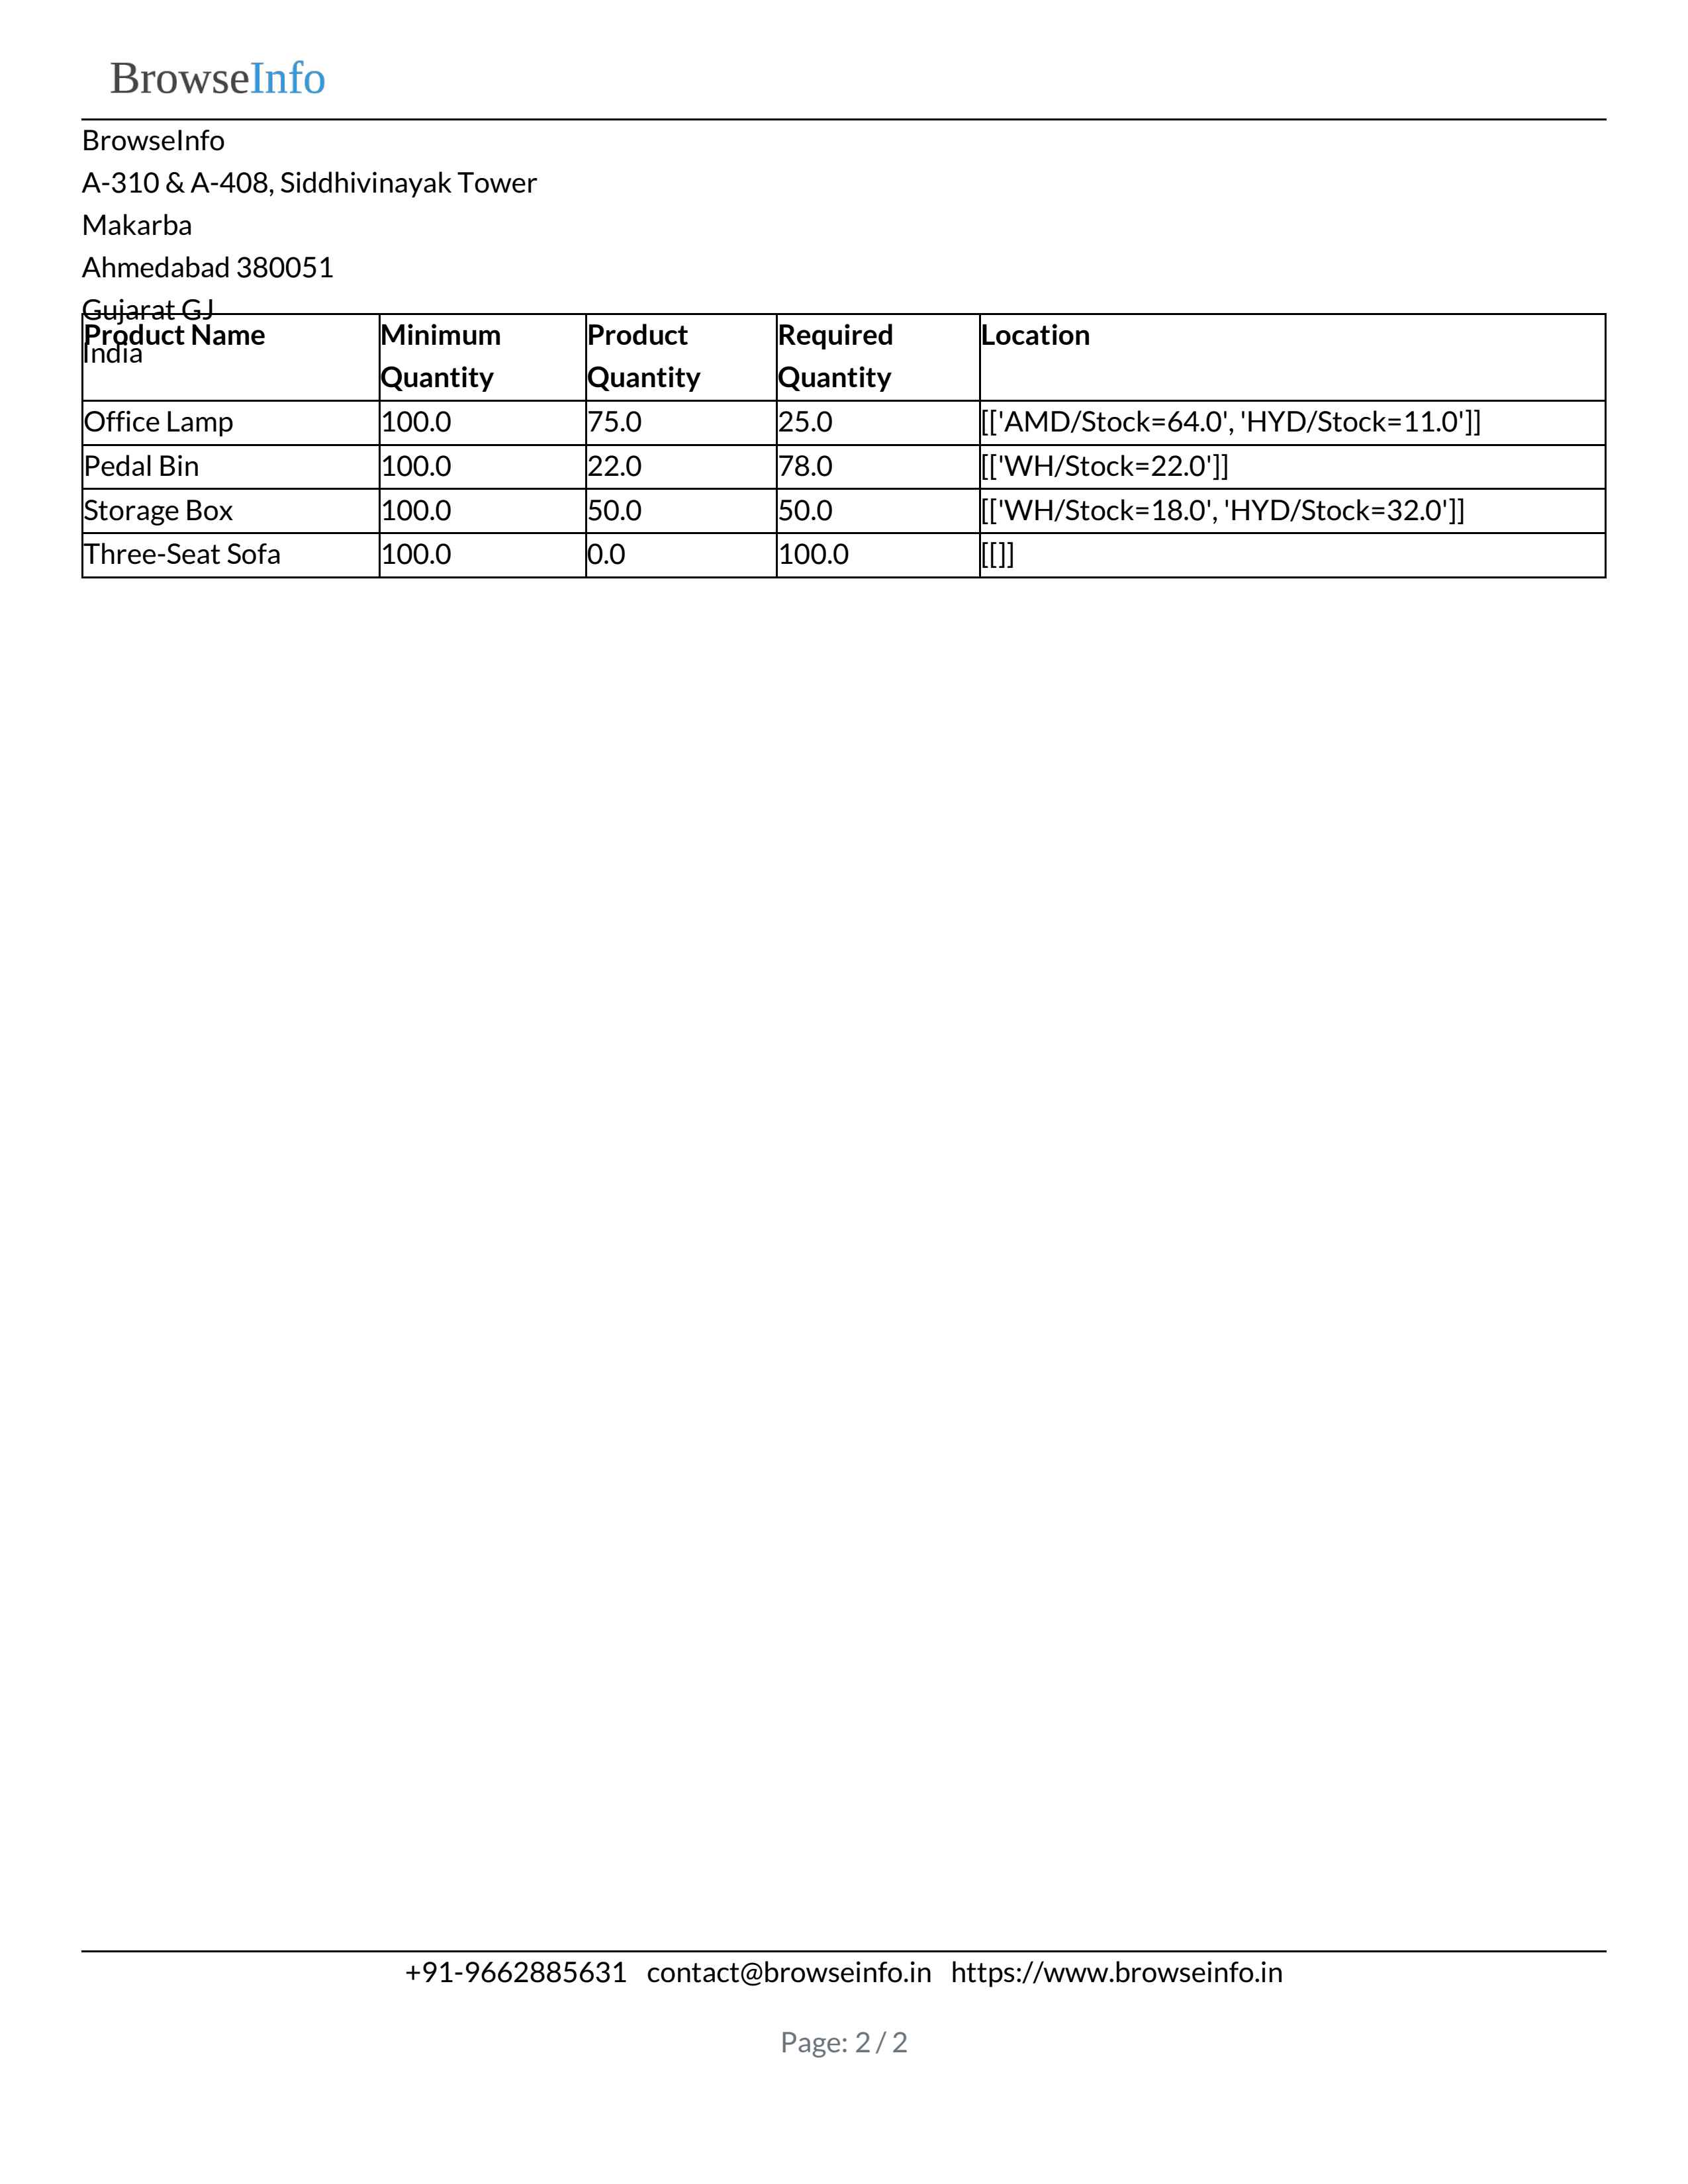 BrowseInfo
BrowseInfo
A-310 & A-408, Siddhivinayak Tower
Makarba
Ahmedabad 380051
Gujarat GJ
India
Product Name Minimum Quantity Product Quantity Required Quantity Location
Office Lamp 100.0 75.0 25.0 [['AMD/Stock=64.0', 'HYD/Stock=11.0']]
Pedal Bin 100.0 22.0 78.0 [['WH/Stock=22.0']]
Storage Box 100.0 50.0 50.0 [['WH/Stock=18.0', 'HYD/Stock=32.0']]
Three-Seat Sofa 100.0 0.0 100.0 [[]]
+91-9662885631 contact@browseinfo.in https://www.browseinfo.in
Page: 2 / 2